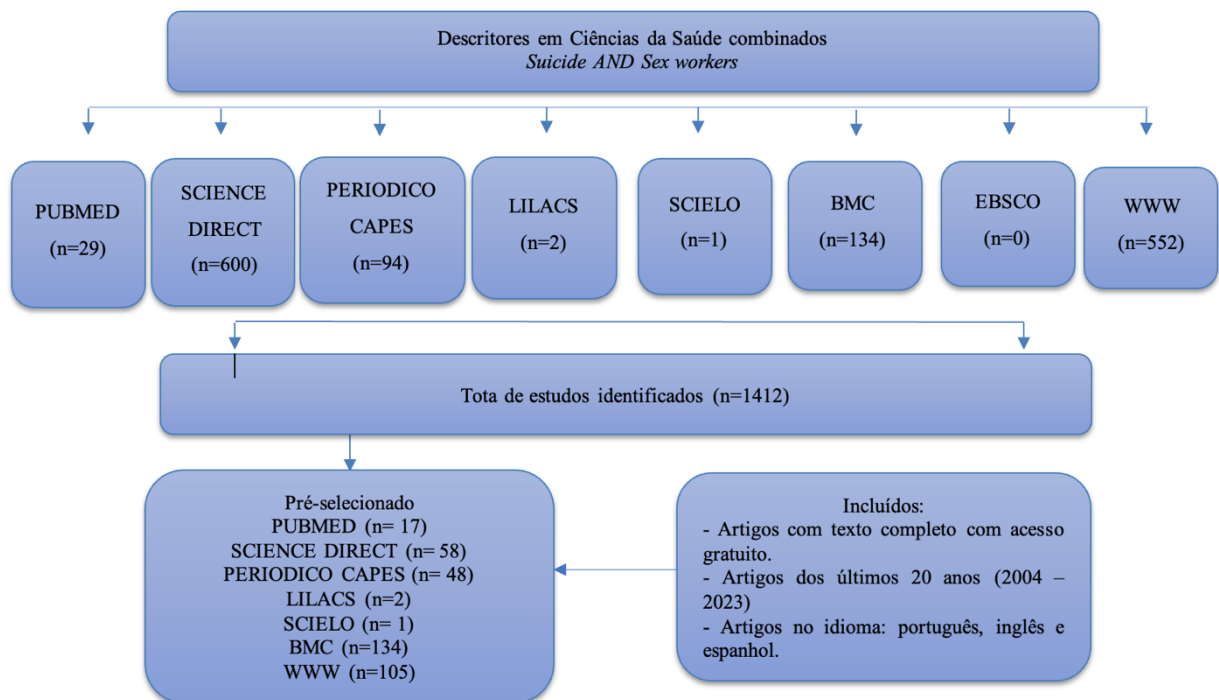 Descritores em Ciências da Saúde combinados
Suicide AND Sex workers
PUBMED
(n=29)
SCIENCE
DIRECT
(n=600)
PERIODICO
CAPES
(n=94)
LILACS
(n=2)
SCIELO
(n=1)
BMC
(n=134)
EBSCO
(n=0)
WWW
(n=552)
Tota de estudos identificados (n=1412)
Pré-selecionado
PUBMED (n= 17)
SCIENCE DIRECT (n= 58)
PERIODICO CAPES (n= 48)
LILACS (n=2)
SCIELO (n= 1)
BMC (n=134)
WWW (n=105)
Incluídos:
- Artigos com texto completo com acesso
gratuito.
- Artigos dos últimos 20 anos (2004 –
2023)
- Artigos no idioma: português, inglês e
espanhol.